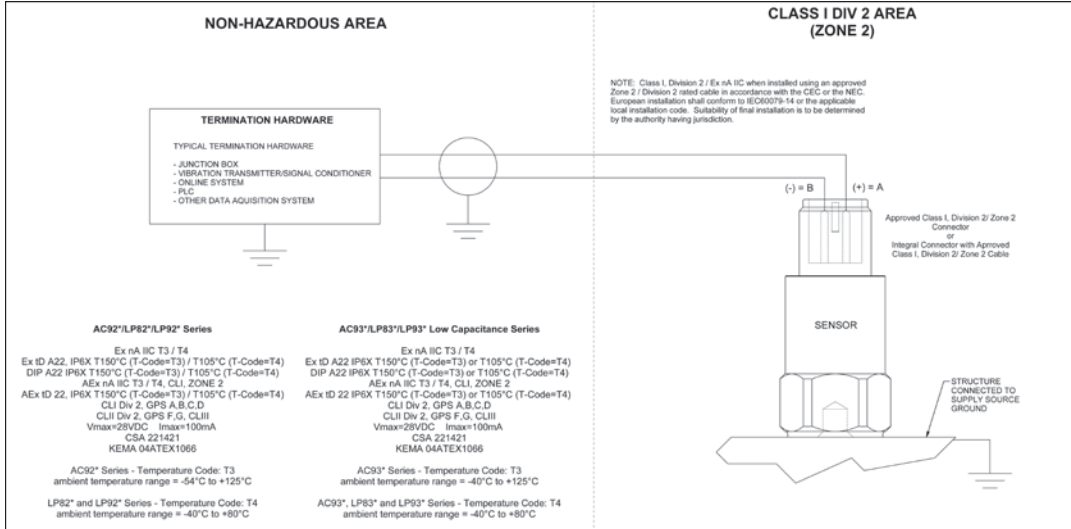 NON-HAZARDOUS AREA
CLASS I DIV 2 AREA
(ZONE 2)
NOTE: Class I, Division 2 / Ex nA IIC when installed using an approved
Zone 2 / Division 2 rated cable in accordance with the CEC or the NEC.
European installation shall conform to IEC60079-14 or the applicable
local installation code. Suitability of final installation is to be determined
by the authority having jurisdiction.
TERMINATION HARDWARE
TYPICAL TERMINATION HARDWARE
- JUNCTION BOX
- VIBRATION TRANSMITTER/SIGNAL CONDITIONER
- ONLINE SYSTEM
- PLC
- OTHER DATA AQUISITION SYSTEM
(-) = B
(+) = A
Approved Class I, Division 2/ Zone 2
Connector
or
Integral Connector with Aprroved
Class I, Division 2/ Zone 2 Cable
SENSOR
STRUCTURE
CONNECTED TO
SUPPLY SOURCE
GROUND
AC92*/LP82*/LP92* Series
Ex nA IIC T3 / T4
Ex tD A22, IP6X T150°C (T-Code=T3) / T105°C (T-Code=T4)
DIP A22 IP6X T150°C (T-Code=T3) / T105°C (T-Code=T4)
AEx nA IIC T3 / T4, CLI, ZONE 2
AEx tD 22, IP6X T150°C (T-Code=T3) / T105°C (T-Code=T4)
CLI Div 2, GPS A,B,C,D
CLII Div 2, GPS F,G, CLIII
Vmax=28VDC Imax=100mA
CSA 221421
KEMA 04ATEX1066
AC92* Series - Temperature Code: T3
ambient temperature range = -54°C to +125°C
LP82* and LP92* Series - Temperature Code: T4
ambient temperature range = -40°C to +80°C
AC93*/LP83*/LP93* Low Capacitance Series
Ex nA IIC T3 / T4
Ex tD A22 IP6X T150°C (T-Code=T3) or T105°C (T-Code=T4)
DIP A22 IP6X T150°C (T-Code=T3) or T105°C (T-Code=T4)
AEx nA IIC T3 / T4, CLI, ZONE 2
AEx tD 22 IP6X T150°C (T-Code=T3) or T105°C (T-Code=T4)
CLI Div 2, GPS A,B,C,D
CLII Div 2, GPS F,G, CLIII
Vmax=28VDC Imax=100mA
CSA 221421
KEMA 04ATEX1066
AC93* Series - Temperature Code: T3
ambient temperature range = -40°C to +125°C
AC93*, LP83* and LP93* Series - Temperature Code: T4
ambient temperature range = -40°C to +80°C